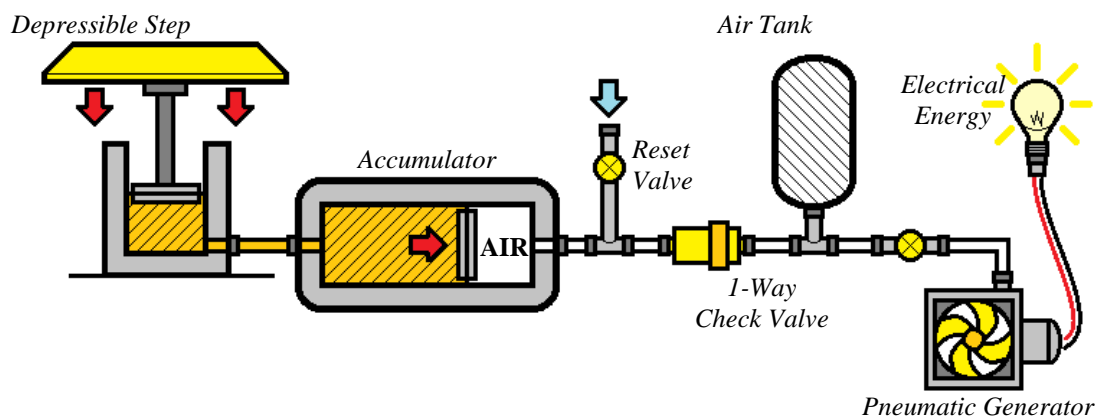 Depressible Step
Air Tank
Electrical
Energy
Accumulator
Reset
Valve
AIR
1-Way
Check Valve
Pneumatic Generator